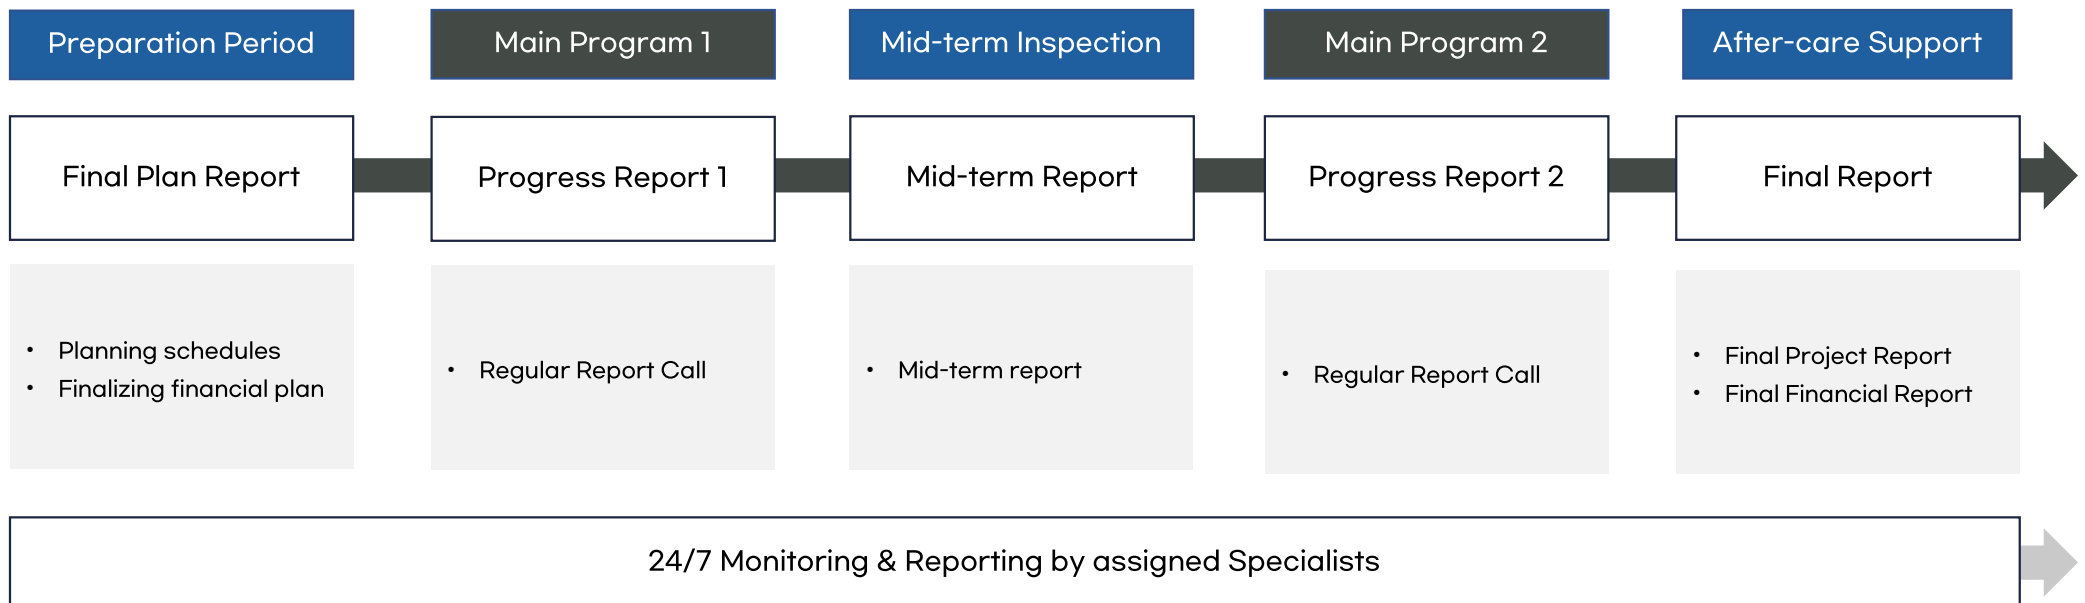 Preparation Period
Main Program 1
Mid-term Inspection
Main Program 2
After-care Support
Final Plan Report
Progress Report 1
Mid-term Report
Progress Report 2
Final Report
• Planning schedules
• Finalizing financial plan
• Regular Report Call
• Mid-term report
• Regular Report Call
• Final Project Report
• Final Financial Report
24/7 Monitoring & Reporting by assigned Specialists